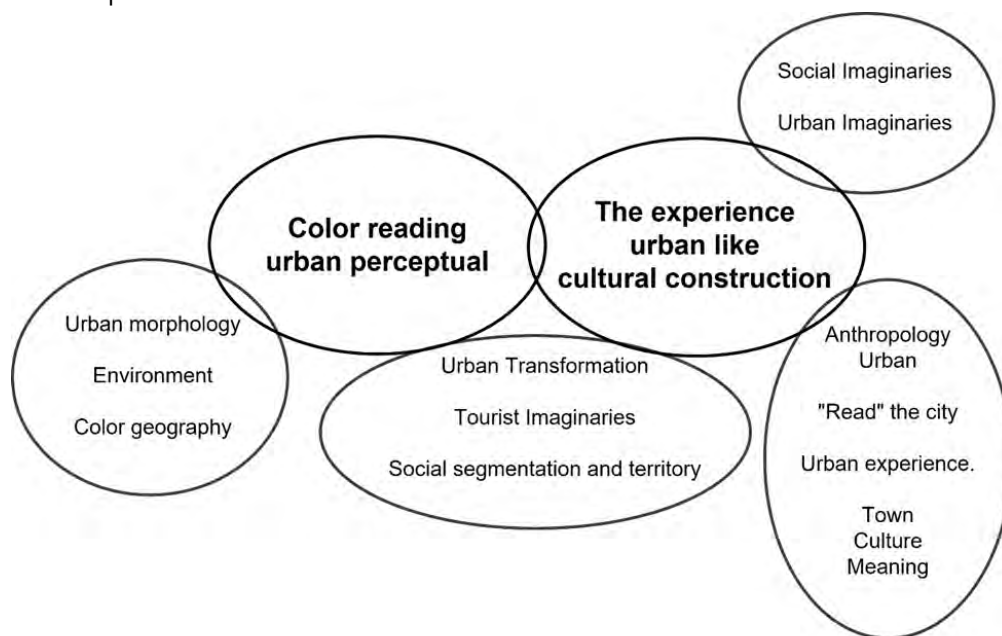 Social Imaginaries
Urban Imaginaries
Color reading
urban perceptual
The experience
urban like
cultural construction
Urban morphology
Environment
Color geography
Urban Transformation
Tourist Imaginaries
Social segmentation and territory
Anthropology
Urban
"Read" the city
Urban experience.
Town
Culture
Meaning